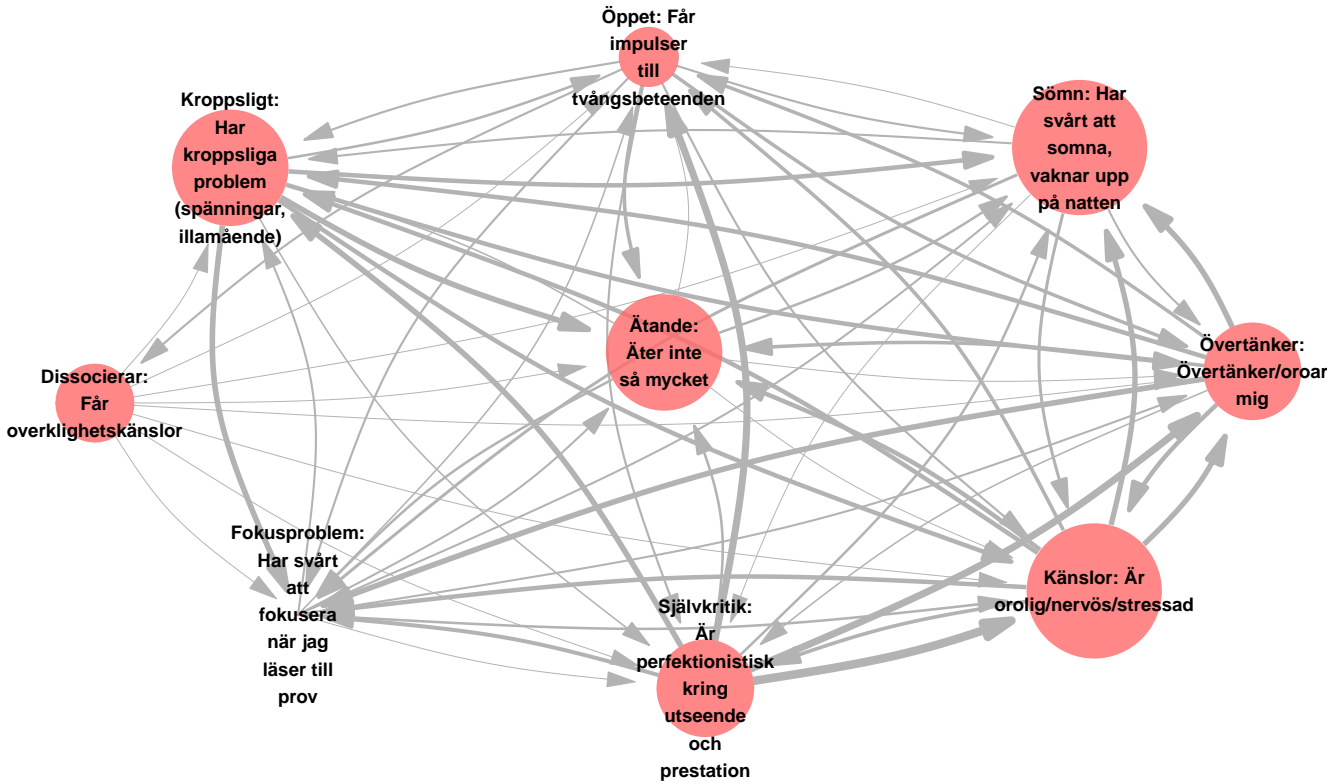 Öppet: Får
impulser
till
tvångsbeteenden
Kroppsligt:
Har
kroppsliga
problem
(spänningar,
illamående)
Sömn: Har
svårt att
somna,
vaknar upp
på natten
Ätande:
Äter inte
så mycket
Övertänker:
Övertänker/oroar
mig
Dissocierar:
Får
overklighetskänslor
Fokusproblem:
Har svårt
att
fokusera
när jag
läser till
prov
Känslor: Är
orolig/nervös/stressad
Självkritik:
Är
perfektionistisk
kring
utseende
och
prestation